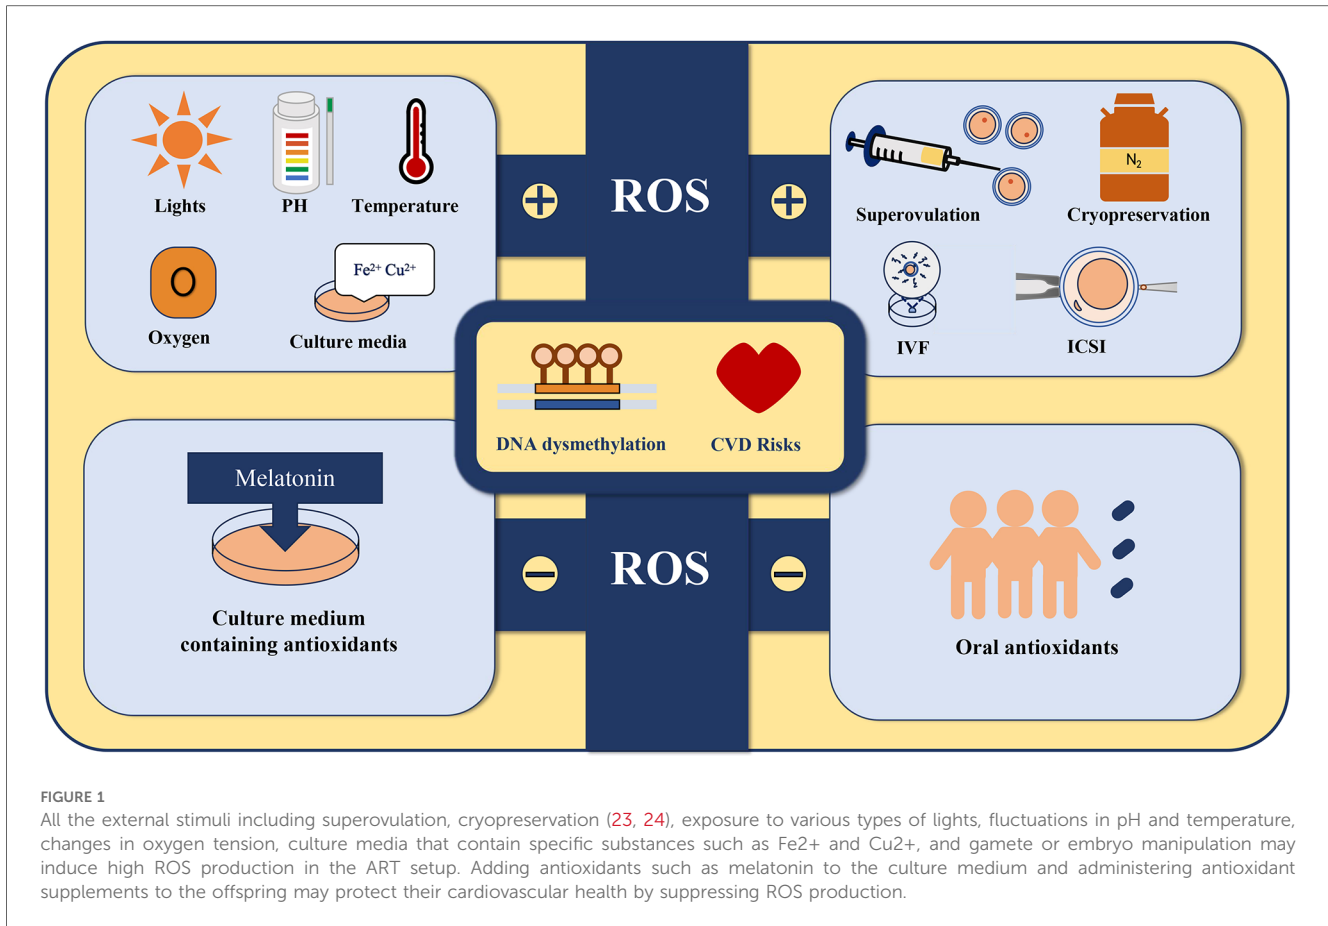 Lights
PH
Temperature
Oxygen
Fe²⁺ Cu²⁺
Culture media
ROS
Superovulation
N₂
Cryopreservation
IVF
ICSI
DNA dysmethylation
CVD Risks
Melatonin
Culture medium
containing antioxidants
ROS
Oral antioxidants
FIGURE 1
All the external stimuli including superovulation, cryopreservation (23, 24), exposure to various types of lights, fluctuations in pH and temperature,
changes in oxygen tension, culture media that contain specific substances such as Fe2+ and Cu2+, and gamete or embryo manipulation may
induce high ROS production in the ART setup. Adding antioxidants such as melatonin to the culture medium and administering antioxidant
supplements to the offspring may protect their cardiovascular health by suppressing ROS production.